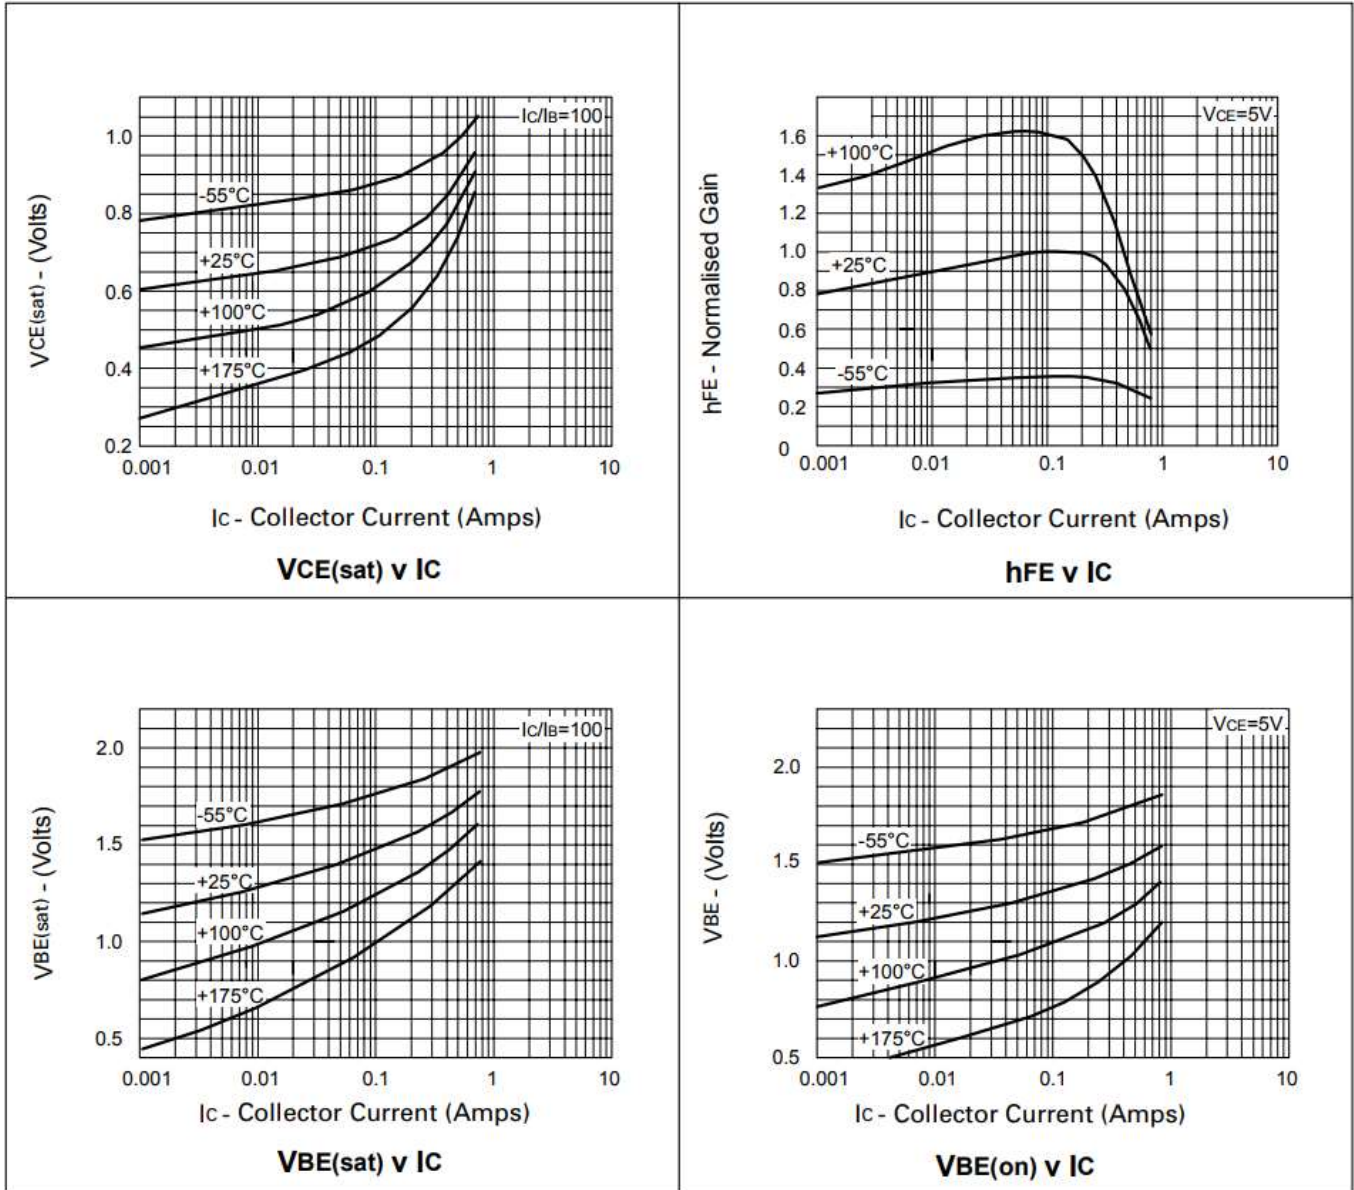 IC/IB=100
VCE(sat) - (Volts)
1.0
0.8
0.6
0.4
0.2
-55°C
+25°C
+100°C
+175°C
0.001 0.01 0.1 1 10
IC - Collector Current (Amps)
VCE(sat) v IC
VCE=5V
hFE - Normalised Gain
1.6
1.4
1.2
1.0
0.8
0.6
0.4
0.2
0
+100°C
+25°C
-55°C
0.001 0.01 0.1 1 10
IC - Collector Current (Amps)
hFE v IC
IC/IB=100
VBE(sat) - (Volts)
2.0
1.5
1.0
0.5
-55°C
+25°C
+100°C
+175°C
0.001 0.01 0.1 1 10
IC - Collector Current (Amps)
VBE(sat) v IC
VCE=5V
VBE - (Volts)
2.0
1.5
1.0
0.5
-55°C
+25°C
+100°C
+175°C
0.001 0.01 0.1 1 10
IC - Collector Current (Amps)
VBE(on) v IC